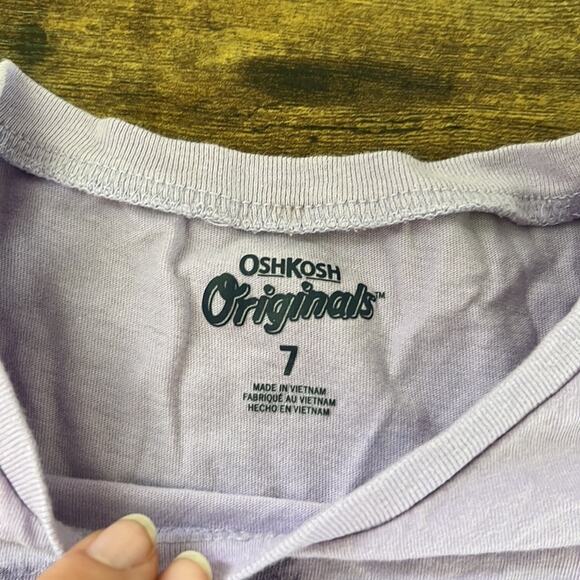 OSHKOSH
Originals™
7
MADE IN VIETNAM
FABRIQUÉ AU VIETNAM
HECHO EN VIETNAM